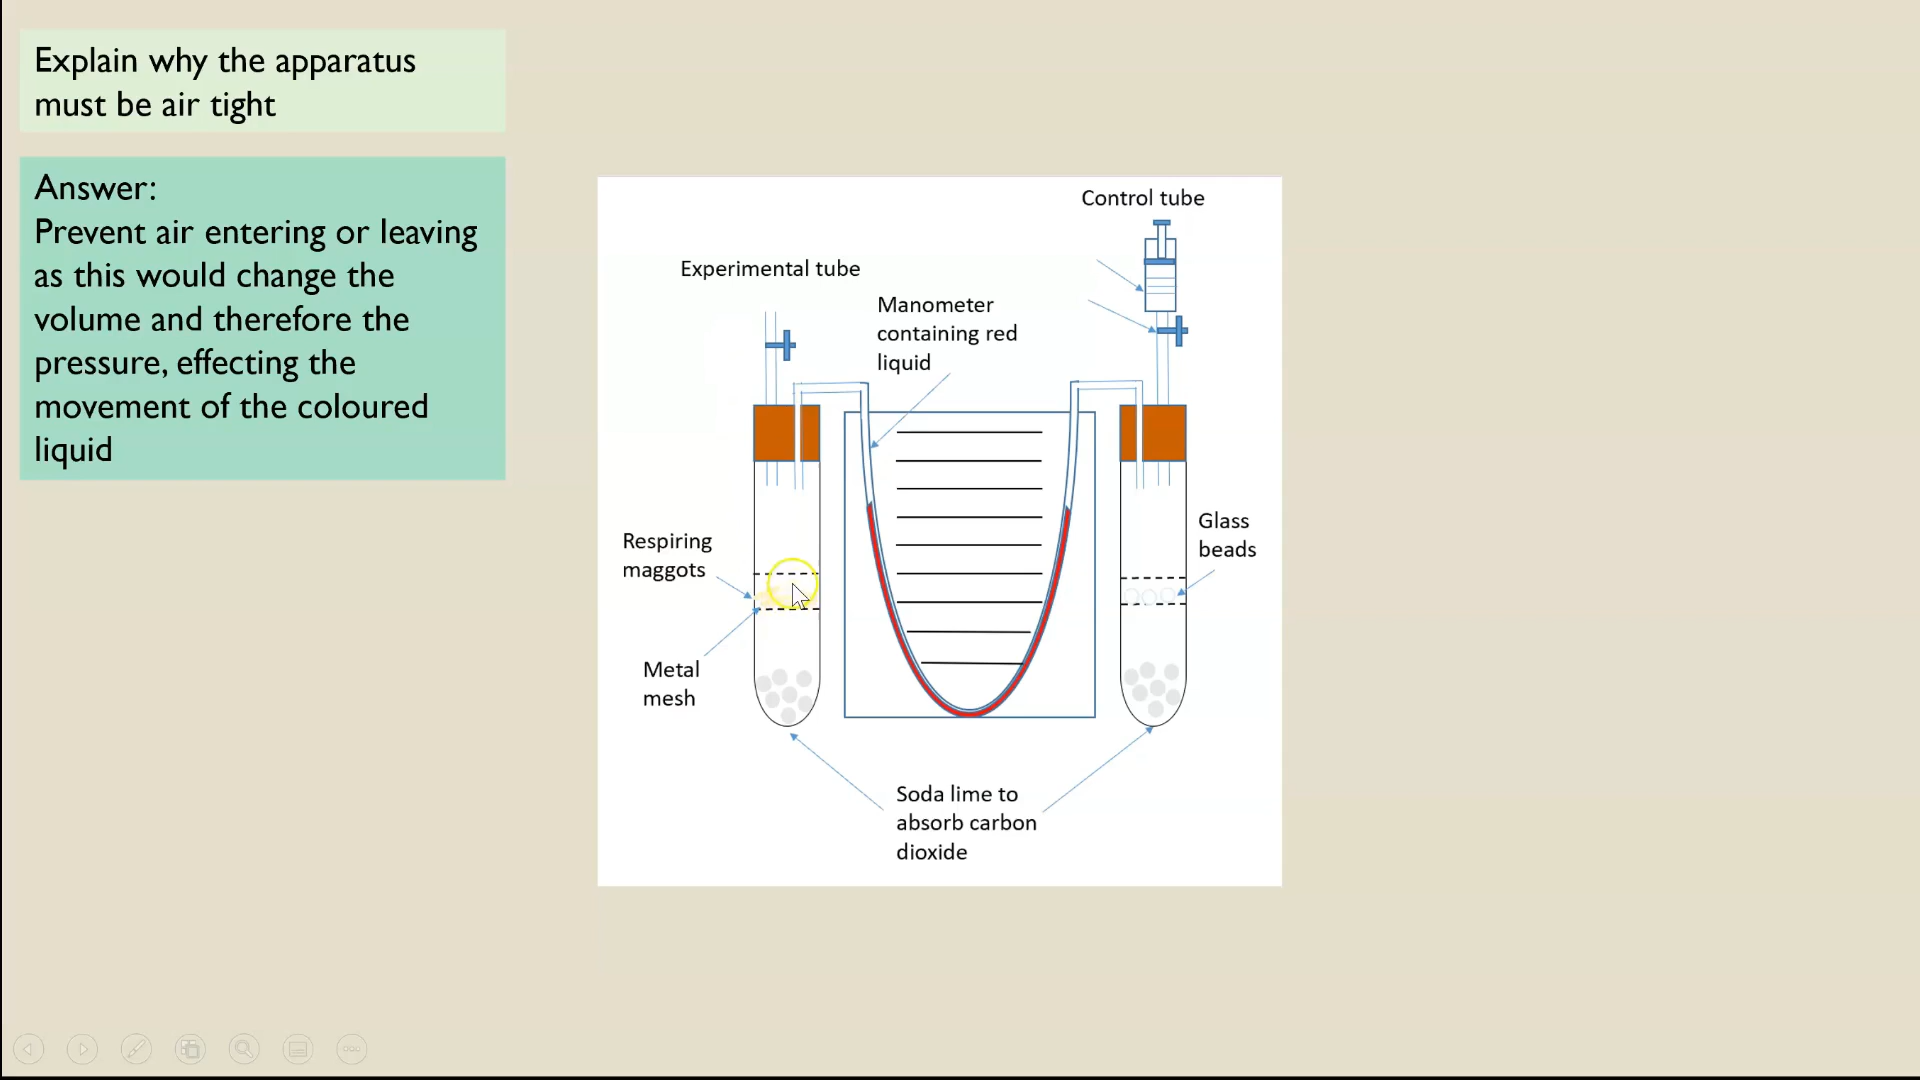 Explain why the apparatus
must be air tight
Answer:
Prevent air entering or leaving
as this would change the
volume and therefore the
pressure, effecting the
movement of the coloured
liquid
Control tube
Experimental tube
Manometer
containing red
liquid
Respiring
maggots
Glass
beads
Metal
mesh
Soda lime to
absorb carbon
dioxide